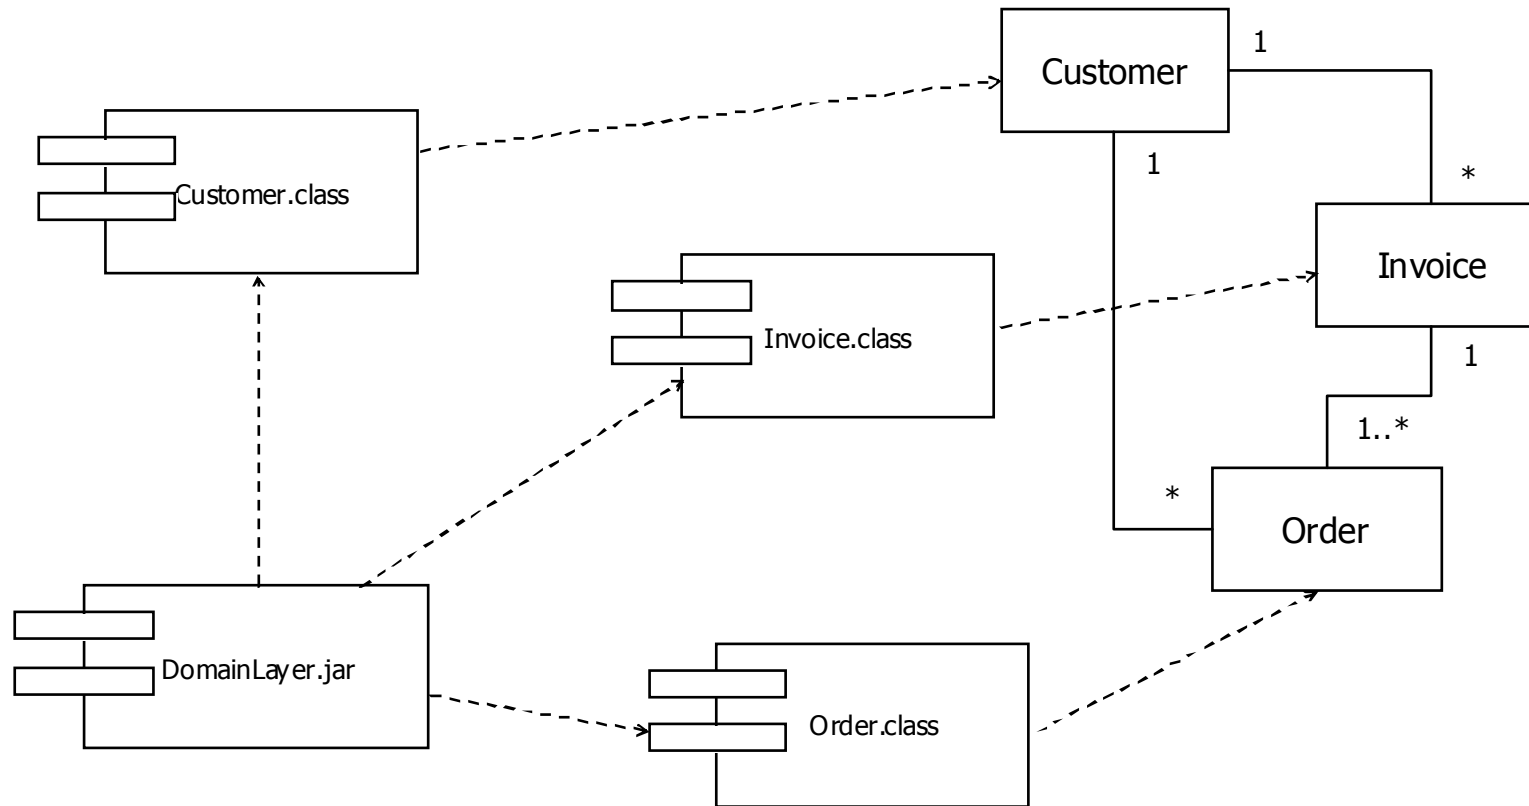 1
Customer
1
*
Customer.class
Invoice
Invoice.class
1
1..*
*
Order
DomainLayer.jar
Order.class